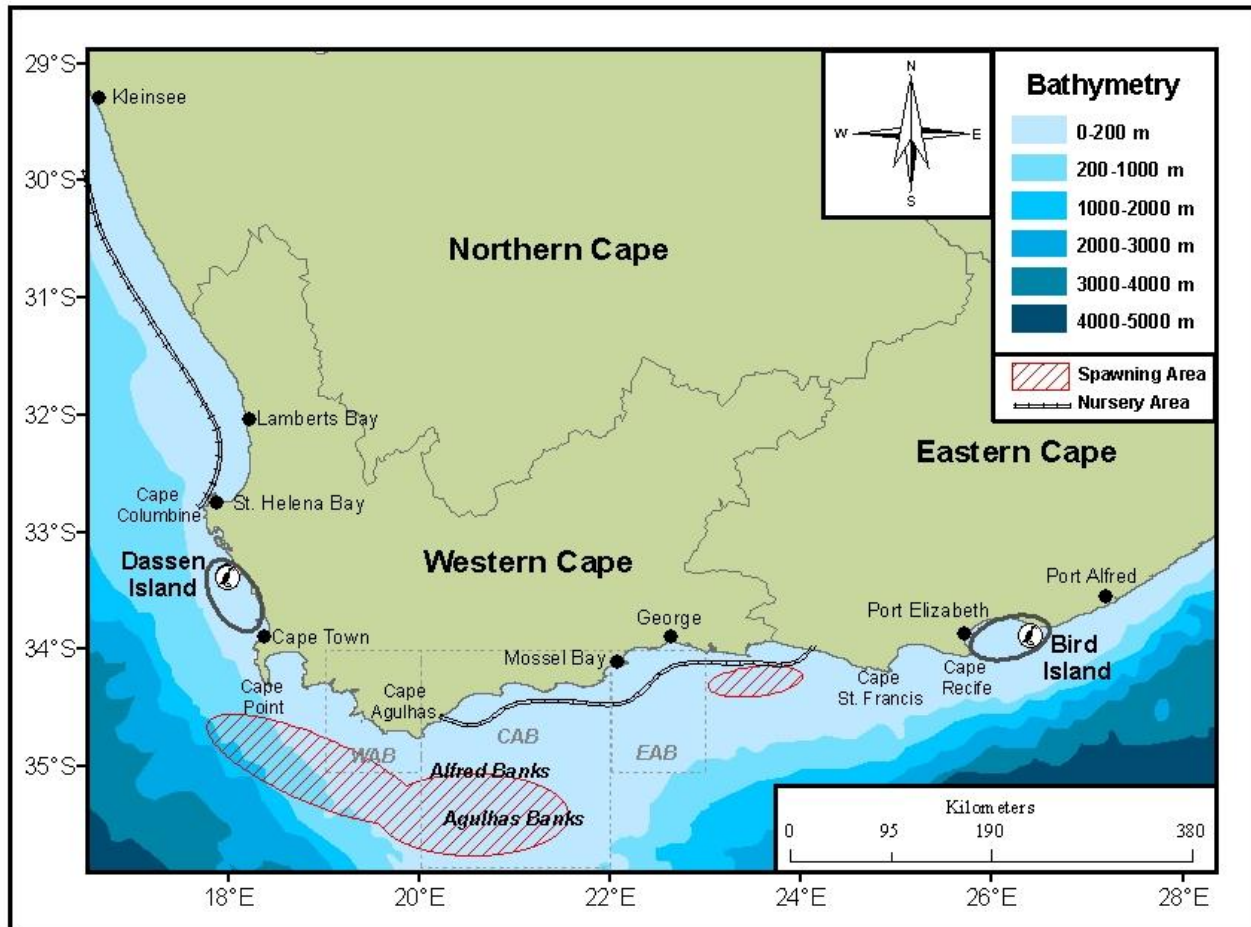 29°S
30°S
31°S
32°S
33°S
34°S
35°S
18°E
20°E
22°E
24°E
26°E
28°E
Kleinsee
Northern Cape
Lamberts Bay
Cape
Columbine
St. Helena Bay
Dassen
Island
Western Cape
Eastern Cape
Cape Town
Cape
Point
Cape
Agulhas
Mossel Bay
George
Port Elizabeth
Port Alfred
Bird
Island
Cape
St. Francis
Cape
Recife
WAB
CAB
EAB
Alfred Banks
Agulhas Banks
N
W
E
S
Bathymetry
0-200 m
200-1000 m
1000-2000 m
2000-3000 m
3000-4000 m
4000-5000 m
Spawning Area
Nursery Area
Kilometers
0 95 190 380